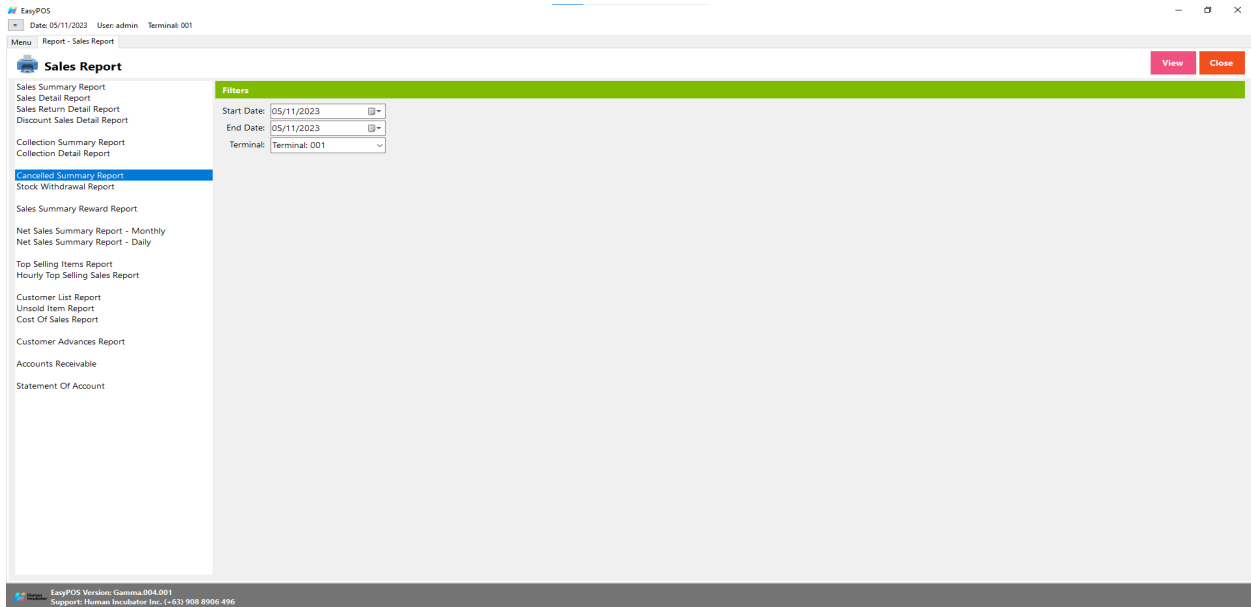 EasyPOS
Date: 05/11/2023 User: admin Terminal: 001
Menu Report - Sales Report
Sales Report
View Close
Sales Summary Report
Sales Detail Report
Sales Return Detail Report
Discount Sales Detail Report
Collection Summary Report
Collection Detail Report
Cancelled Summary Report
Stock Withdrawal Report
Sales Summary Reward Report
Net Sales Summary Report - Monthly
Net Sales Summary Report - Daily
Top Selling Items Report
Hourly Top Selling Sales Report
Customer List Report
Unsold Item Report
Cost Of Sales Report
Customer Advances Report
Accounts Receivable
Statement Of Account
Filters
Start Date: 05/11/2023
End Date: 05/11/2023
Terminal: Terminal: 001
Human
Incubator
EasyPOS Version: Gamma.004.001
Support: Human Incubator Inc. (+63) 908 8906 496